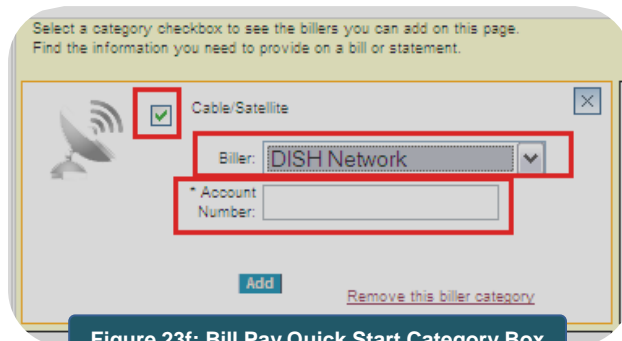 Select a category checkbox to see the billers you can add on this page.
Find the information you need to provide on a bill or statement.
Cable/Satellite
Biller: DISH Network
* Account
Number:
Add
Remove this biller category
Figure 23f: Bill Pay Quick Start Category Box